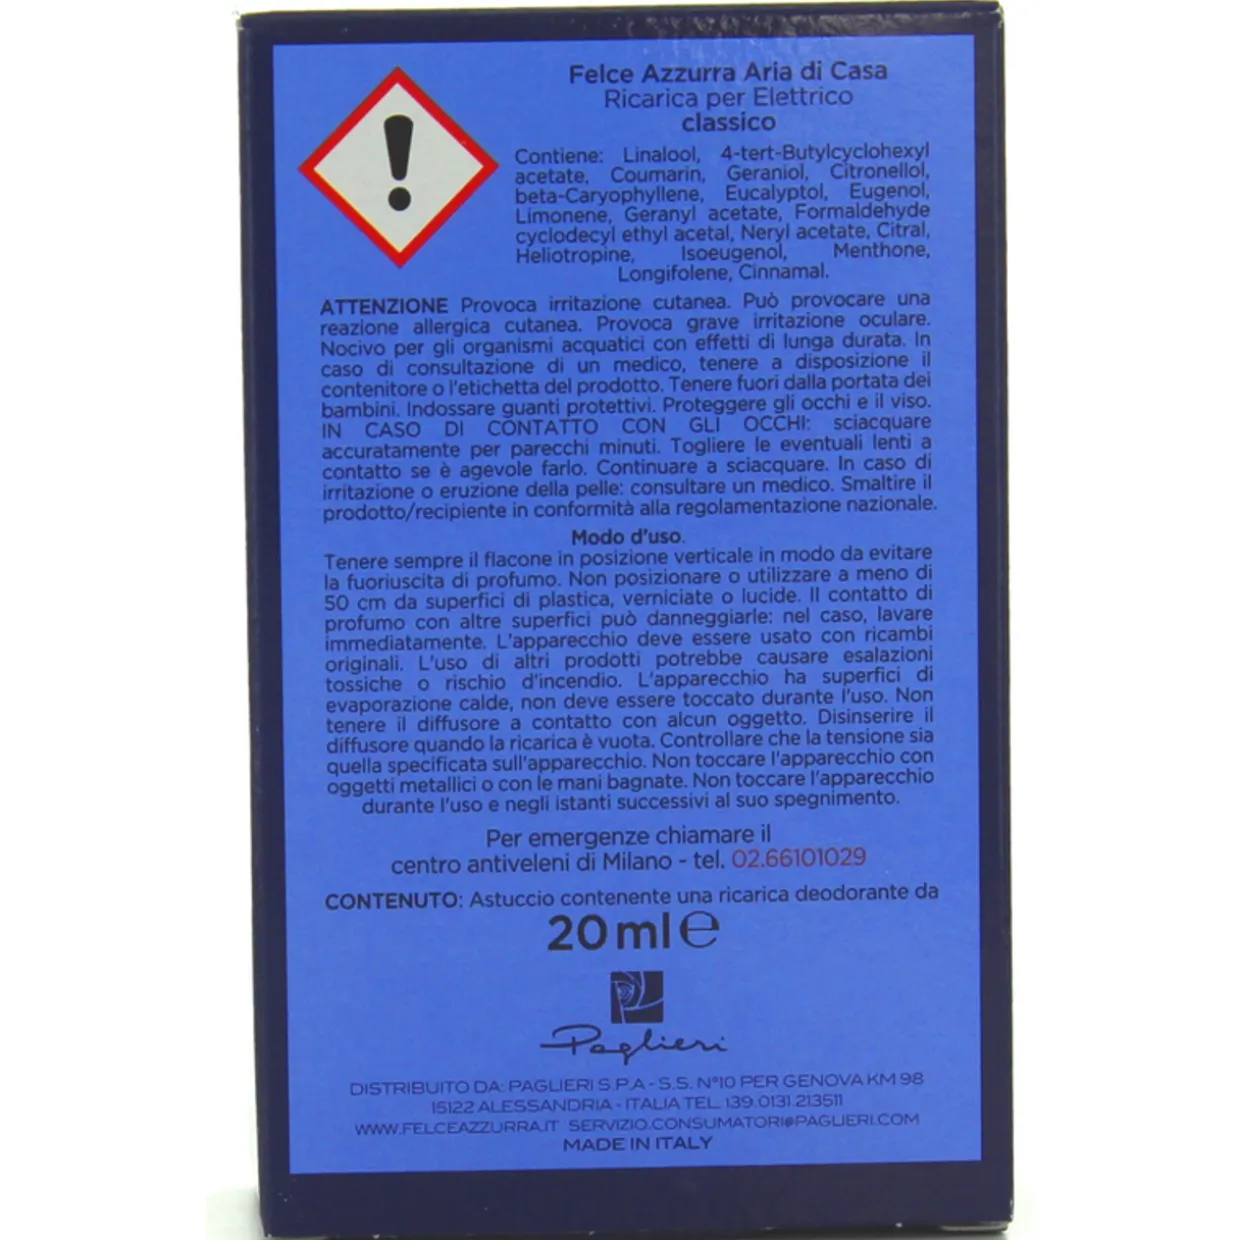 Felce Azzurra Aria di Casa
Ricarica per Elettrico
classico
Contiene: Linalool, 4-tert-Butylcyclohexyl
acetate, Coumarin, Geraniol, Citronellol,
beta-Caryophyllene, Eucalyptol, Eugenol,
Limonene, Geranyl acetate, Formaldehyde
cyclodecyl ethyl acetal, Neryl acetate, Citral,
Heliotropine, Isoeugenol, Menthone,
Longifolene, Cinnamal.
ATTENZIONE Provoca irritazione cutanea. Può provocare una
reazione allergica cutanea. Provoca grave irritazione oculare.
Nocivo per gli organismi acquatici con effetti di lunga durata. In
caso di consultazione di un medico, tenere a disposizione il
contenitore o l'etichetta del prodotto. Tenere fuori dalla portata dei
bambini. Indossare guanti protettivi. Proteggere gli occhi e il viso.
IN CASO DI CONTATTO CON GLI OCCHI: sciacquare
accuratamente per parecchi minuti. Togliere le eventuali lenti a
contatto se è agevole farlo. Continuare a sciacquare. In caso di
irritazione o eruzione della pelle: consultare un medico. Smaltire il
prodotto/recipiente in conformità alla regolamentazione nazionale.
Modo d'uso.
Tenere sempre il flacone in posizione verticale in modo da evitare
la fuoriuscita di profumo. Non posizionare o utilizzare a meno di
50 cm da superfici di plastica, verniciate o lucide. Il contatto di
profumo con altre superfici può danneggiarle: nel caso, lavare
immediatamente. L'apparecchio deve essere usato con ricambi
originali. L'uso di altri prodotti potrebbe causare esalazioni
tossiche o rischio d'incendio. L'apparecchio ha superfici di
evaporazione calde, non deve essere toccato durante l'uso. Non
tenere il diffusore a contatto con alcun oggetto. Disinserire il
diffusore quando la ricarica è vuota. Controllare che la tensione sia
quella specificata sull'apparecchio. Non toccare l'apparecchio con
oggetti metallici o con le mani bagnate. Non toccare l'apparecchio
durante l'uso e negli istanti successivi al suo spegnimento.
Per emergenze chiamare il
centro antiveleni di Milano - tel. 02.66101029
CONTENUTO: Astuccio contenente una ricarica deodorante da
20 ml ℮
Paglieri
DISTRIBUITO DA: PAGLIERI S.P.A - S.S. N°10 PER GENOVA KM 98
15122 ALESSANDRIA - ITALIA TEL. +39.0131.213511
WWW.FELCEAZZURRA.IT SERVIZIO.CONSUMATORI@PAGLIERI.COM
MADE IN ITALY